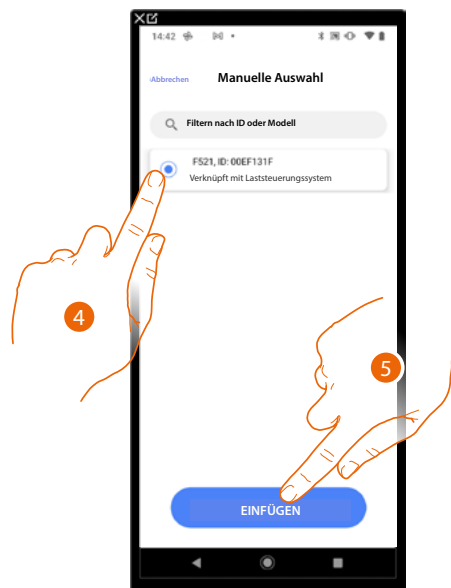 14:42
Abbrechen
Manuelle Auswahl
Filtern nach ID oder Modell
F521, ID: 00EF131F
Verknüpft mit Laststeuerungssystem
4
5
EINFÜGEN